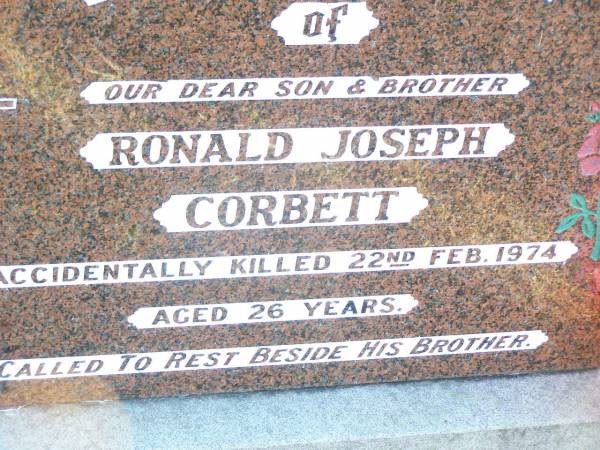 OF
OUR DEAR SON & BROTHER
RONALD JOSEPH
CORBETT
ACCIDENTALLY KILLED 22ND FEB. 1974
AGED 26 YEARS.
CALLED TO REST BESIDE HIS BROTHER.